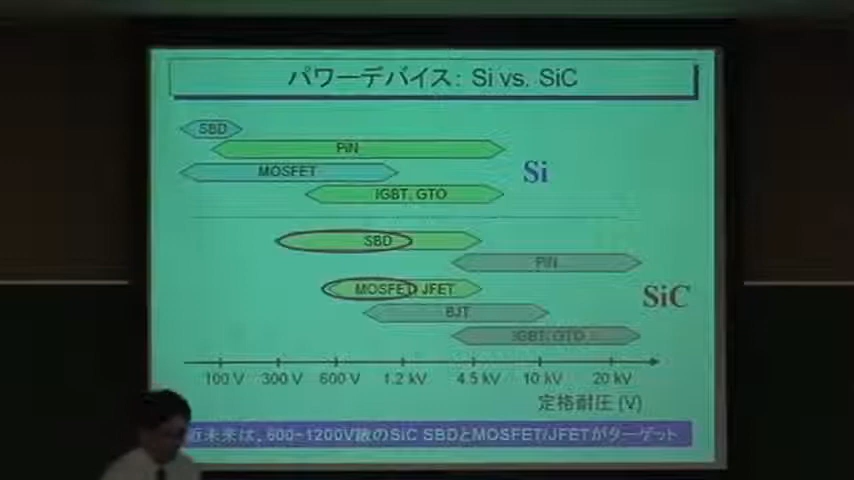 パワーデバイス: Si vs. SiC
SBD
PiN
MOSFET
Si
IGBT, GTO
SBD
PiN
MOSFET, JFET
SiC
BJT
IGBT, GTO
100 V 300 V 600 V 1.2 kV 4.5 kV 10 kV 20 kV
定格耐圧 (V)
近未来は、600~1200V級のSiC SBDとMOSFET/JFETがターゲット